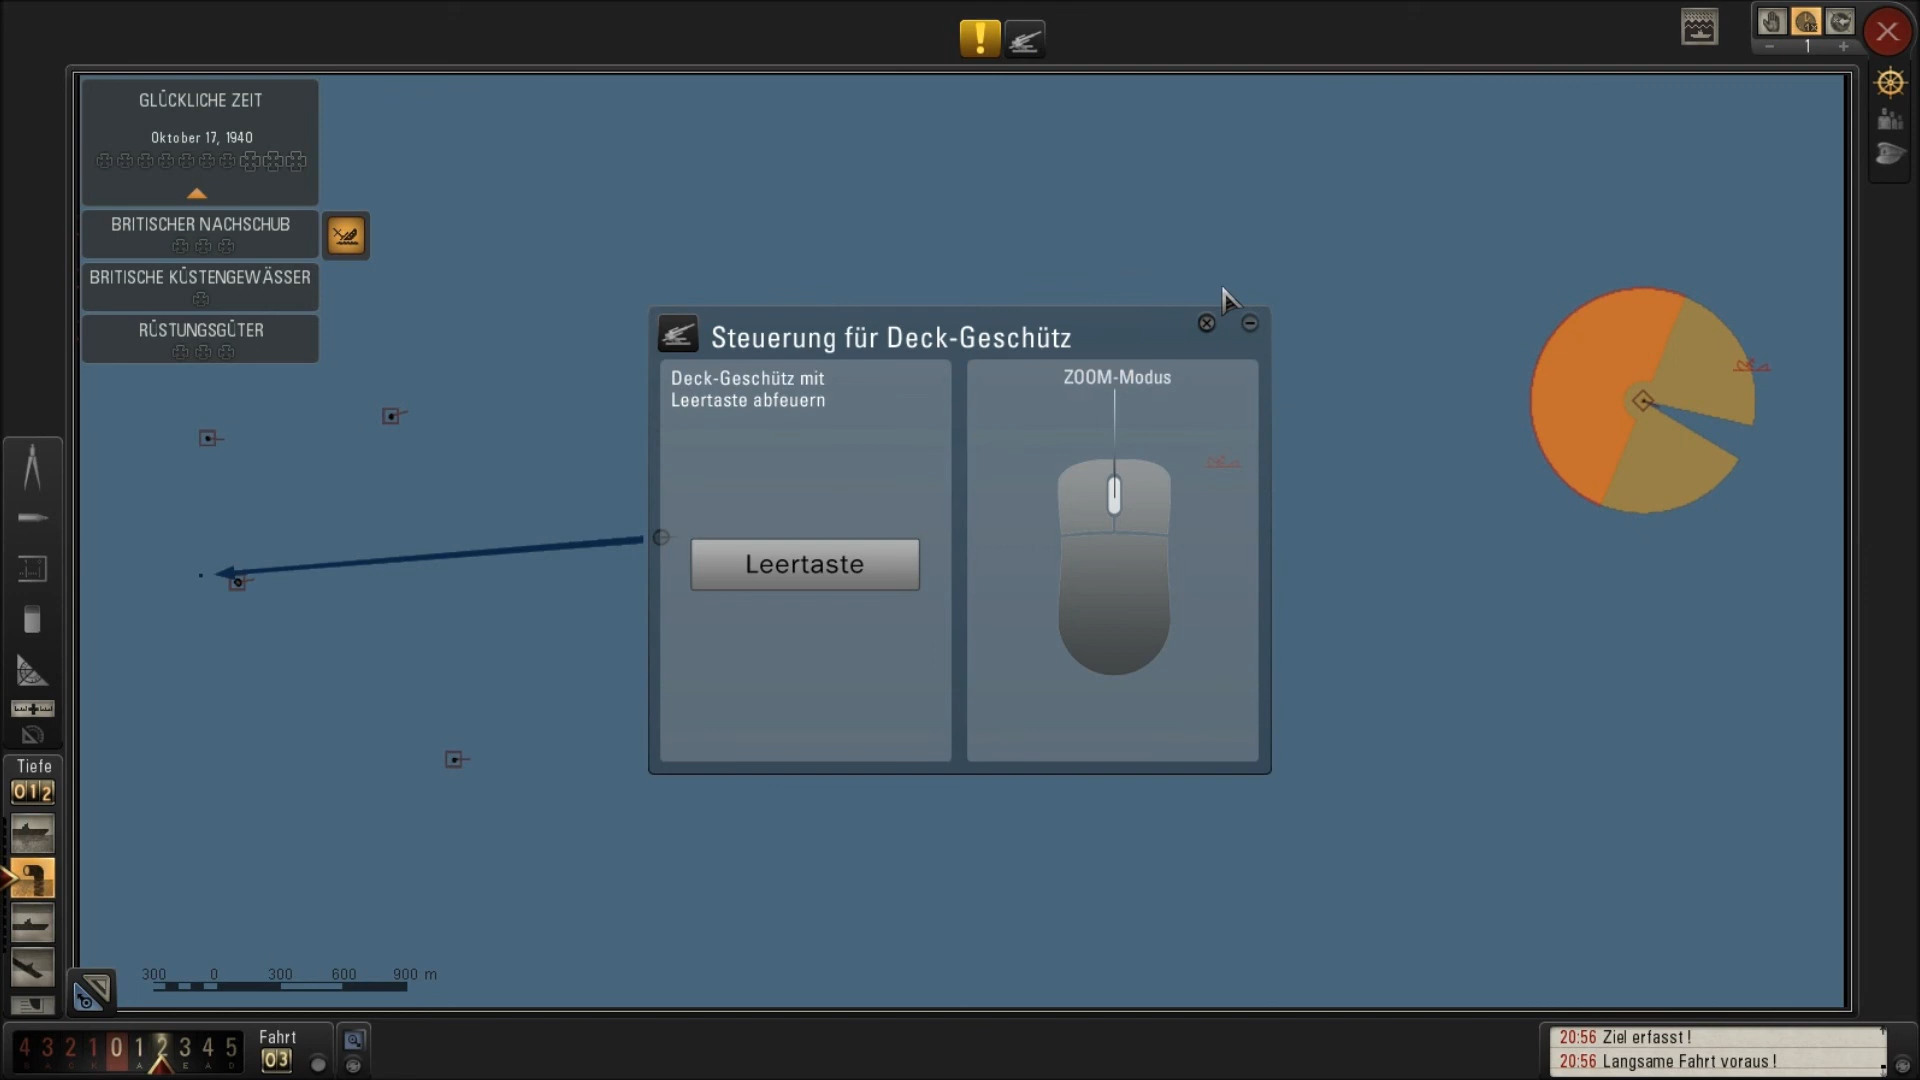 1
GLÜCKLICHE ZEIT
Oktober 17, 1940
BRITISCHER NACHSCHUB
BRITISCHE KÜSTENGEWÄSSER
RÜSTUNGSGÜTER
Steuerung für Deck-Geschütz
Deck-Geschütz mit
Leertaste abfeuern
ZOOM-Modus
Leertaste
Tiefe
012
300 0 300 600 900 m
4 3 2 1 0 1 2 3 4 5
Fahrt
03
20:56 Ziel erfasst !
20:56 Langsame Fahrt voraus !